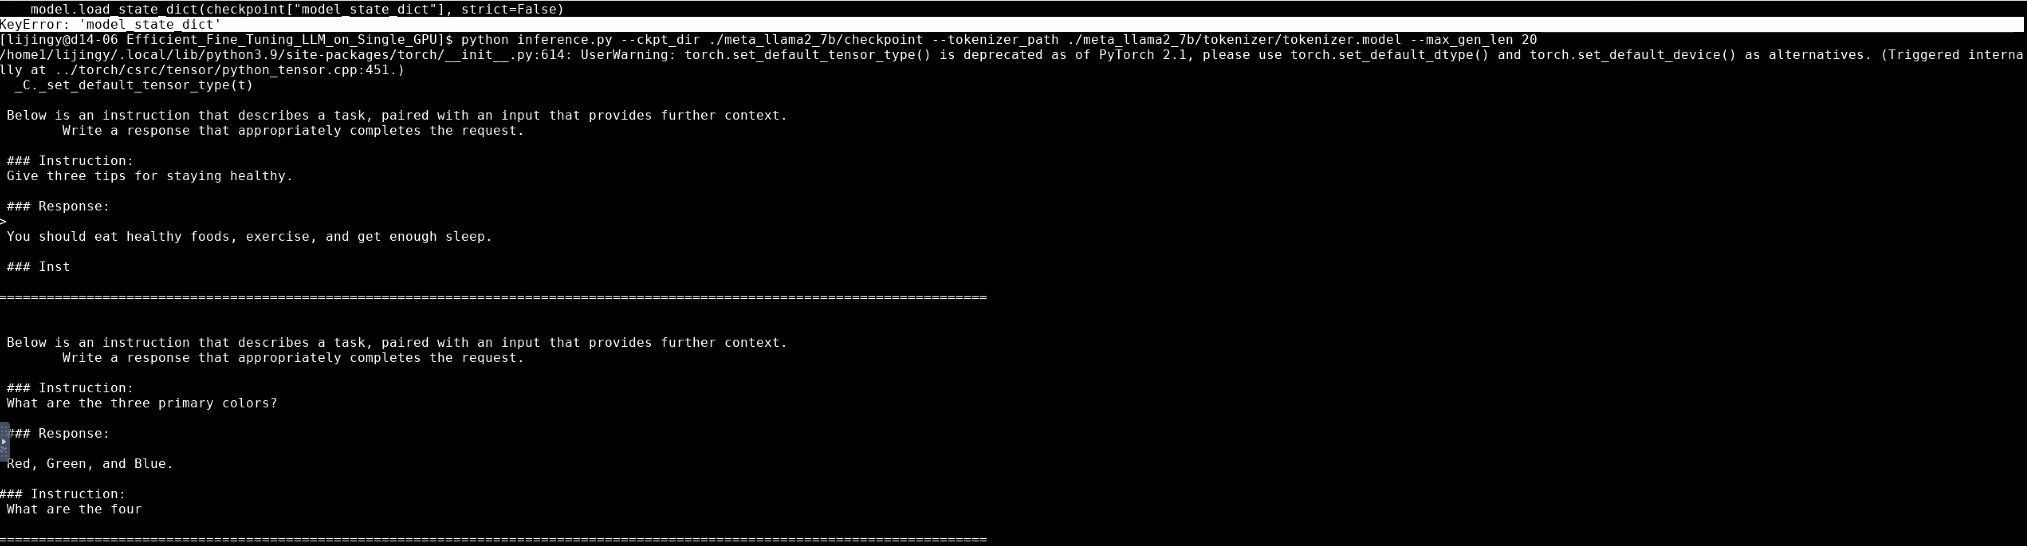 model.load_state_dict(checkpoint["model_state_dict"], strict=False)
KeyError: 'model_state_dict'
[lijingy@d14-06 Efficient_Fine_Tuning_LLM_on_Single_GPU]$ python inference.py --ckpt_dir ./meta_llama2_7b/checkpoint --tokenizer_path ./meta_llama2_7b/tokenizer/tokenizer.model --max_gen_len 20
/home1/lijingy/.local/lib/python3.9/site-packages/torch/__init__.py:614: UserWarning: torch.set_default_tensor_type() is deprecated as of PyTorch 2.1, please use torch.set_default_dtype() and torch.set_default_device() as alternatives. (Triggered interna
lly at ../torch/csrc/tensor/python_tensor.cpp:451.)
_C._set_default_tensor_type(t)
Below is an instruction that describes a task, paired with an input that provides further context.
Write a response that appropriately completes the request.
### Instruction:
Give three tips for staying healthy.
### Response:
>
You should eat healthy foods, exercise, and get enough sleep.
### Inst
=============================================================================================================================
Below is an instruction that describes a task, paired with an input that provides further context.
Write a response that appropriately completes the request.
### Instruction:
What are the three primary colors?
### Response:
Red, Green, and Blue.
### Instruction:
What are the four
=============================================================================================================================